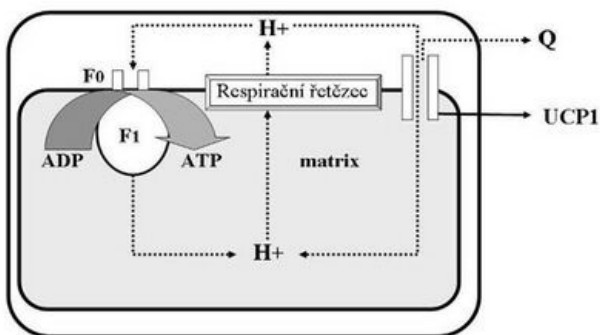 H+
Q
F0
Respirační řetězec
UCP1
F1
ADP
ATP
matrix
H+